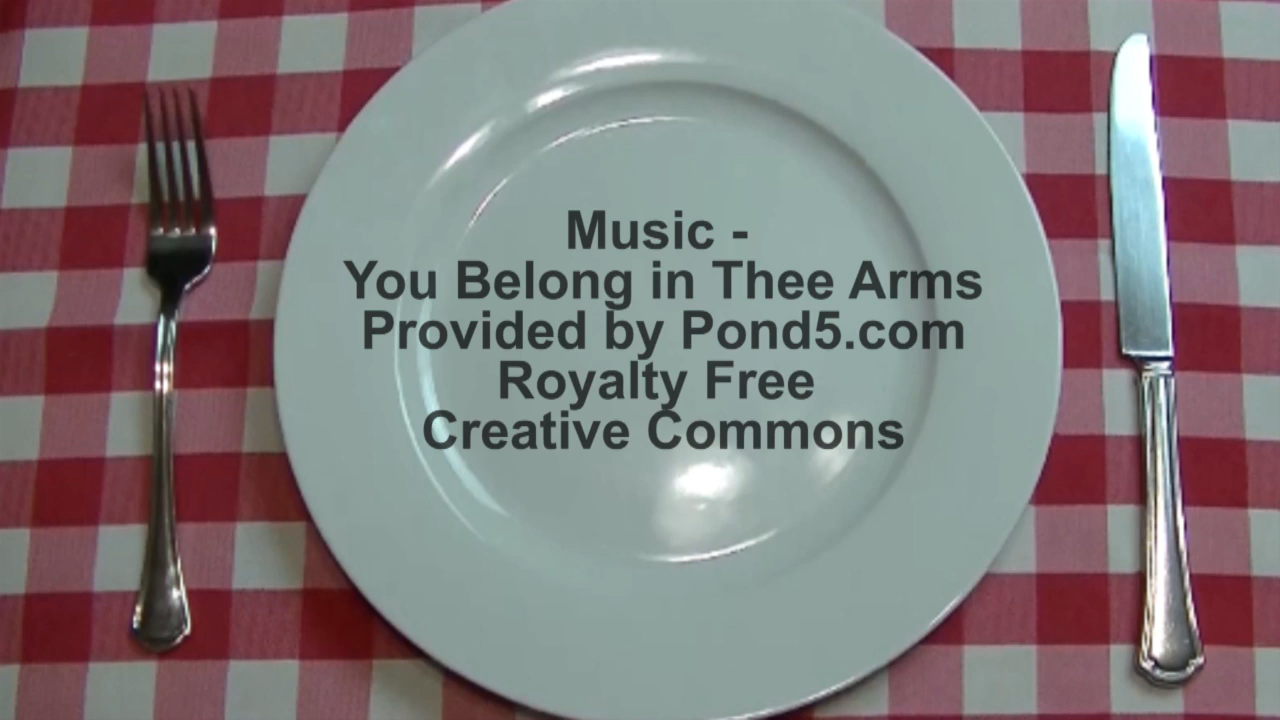 Music -
You Belong in Thee Arms
Provided by Pond5.com
Royalty Free
Creative Commons